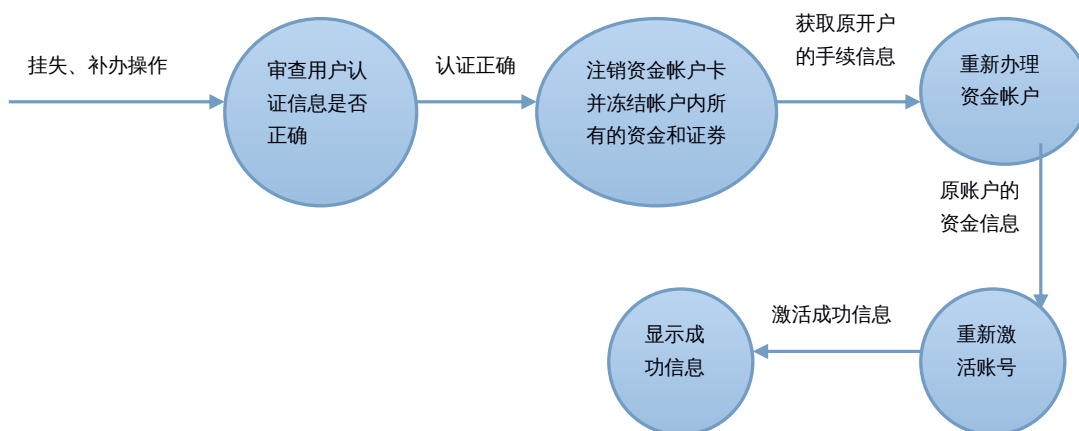 挂失、补办操作
审查用户认
证信息是否
正确
认证正确
注销资金帐户卡
并冻结帐户内所
有的资金和证券
获取原开户
的手续信息
重新办理
资金帐户
原账户的
资金信息
重新激
活账号
激活成功信息
显示成
功信息